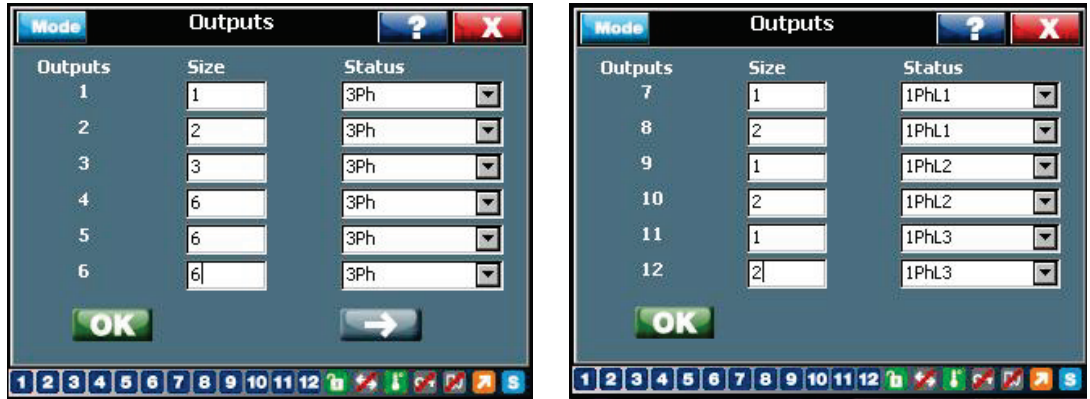 Mode Outputs ? X
Outputs Size Status
1 1 3Ph
2 2 3Ph
3 3 3Ph
4 6 3Ph
5 6 3Ph
6 6 3Ph
OK
1 2 3 4 5 6 7 8 9 10 11 12 S
Mode Outputs ? X
Outputs Size Status
7 1 1PhL1
8 2 1PhL1
9 1 1PhL2
10 2 1PhL2
11 1 1PhL3
12 2 1PhL3
OK
1 2 3 4 5 6 7 8 9 10 11 12 S